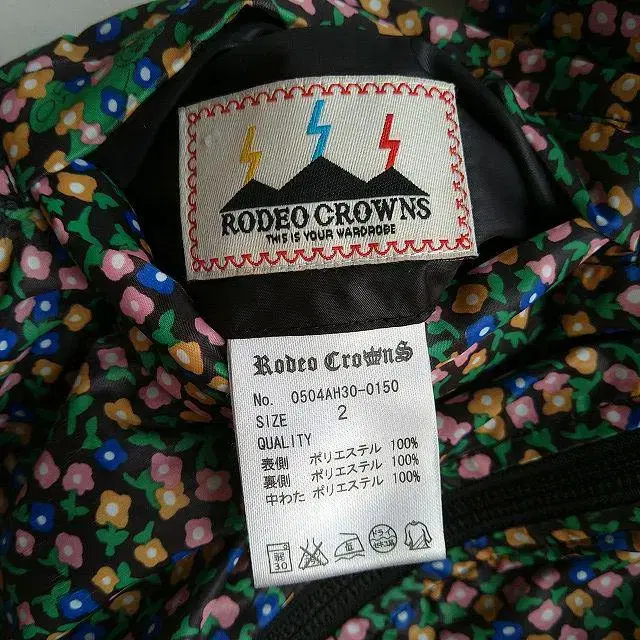 RODEO CROWNS
THIS IS YOUR WARDROBE
Rodeo Crowns
No. 0504AH30-0150
SIZE 2
QUALITY
表側 ポリエステル 100%
裏側 ポリエステル 100%
中わた ポリエステル 100%